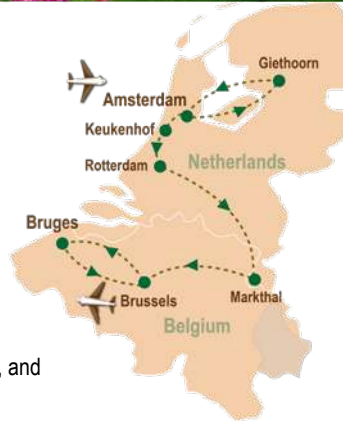 Giethoorn
Amsterdam
Keukenhof
Rotterdam
Netherlands
Bruges
Brussels
Markthal
Belgium
, and